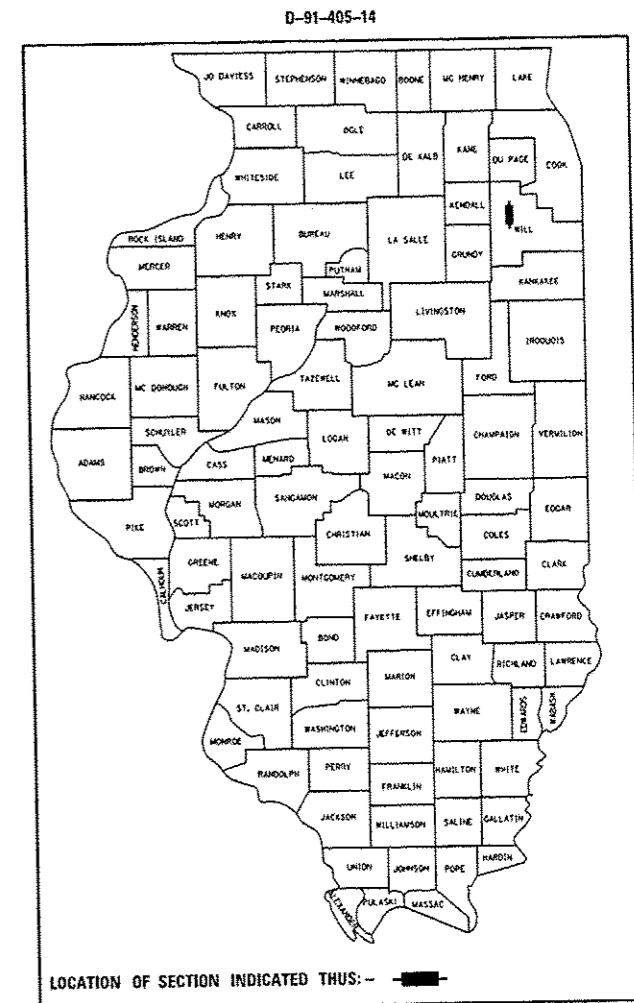 D-91-405-14
JO DAVIESS STEPHENSON WINNEBAGO BOONE MC HENRY LAKE
CARROLL OGLE DE KALB KANE DU PAGE COOK
WHITESIDE LEE KENDALL WILL
ROCK ISLAND HENRY BUREAU LA SALLE GRUNDY
MERCER PUTNAM KANKAKEE
STARK MARSHALL
HENDERSON WARREN KNOX PEORIA WOODFORD LIVINGSTON IROQUOIS
HANCOCK MC DONOUGH FULTON TAZEWELL MC LEAN FORD
MASON
SCHUYLER LOGAN DE WITT CHAMPAIGN VERMILION
ADAMS BROWN CASS MENARD MACON PIATT
MORGAN SANGAMON DOUGLAS
PIKE SCOTT CHRISTIAN MOULTRIE COLES EDGAR
CALHOUN GREENE MACOUPIN MONTGOMERY SHELBY CUMBERLAND CLARK
JERSEY FAYETTE EFFINGHAM JASPER CRAWFORD
MADISON BOND CLAY RICHLAND LAWRENCE
CLINTON MARION
ST. CLAIR WAYNE EDWARDS WABASH
MONROE WASHINGTON JEFFERSON
RANDOLPH PERRY FRANKLIN HAMILTON WHITE
JACKSON WILLIAMSON SALINE GALLATIN
UNION JOHNSON POPE HARDIN
ALEXANDER PULASKI MASSAC
LOCATION OF SECTION INDICATED THUS:-